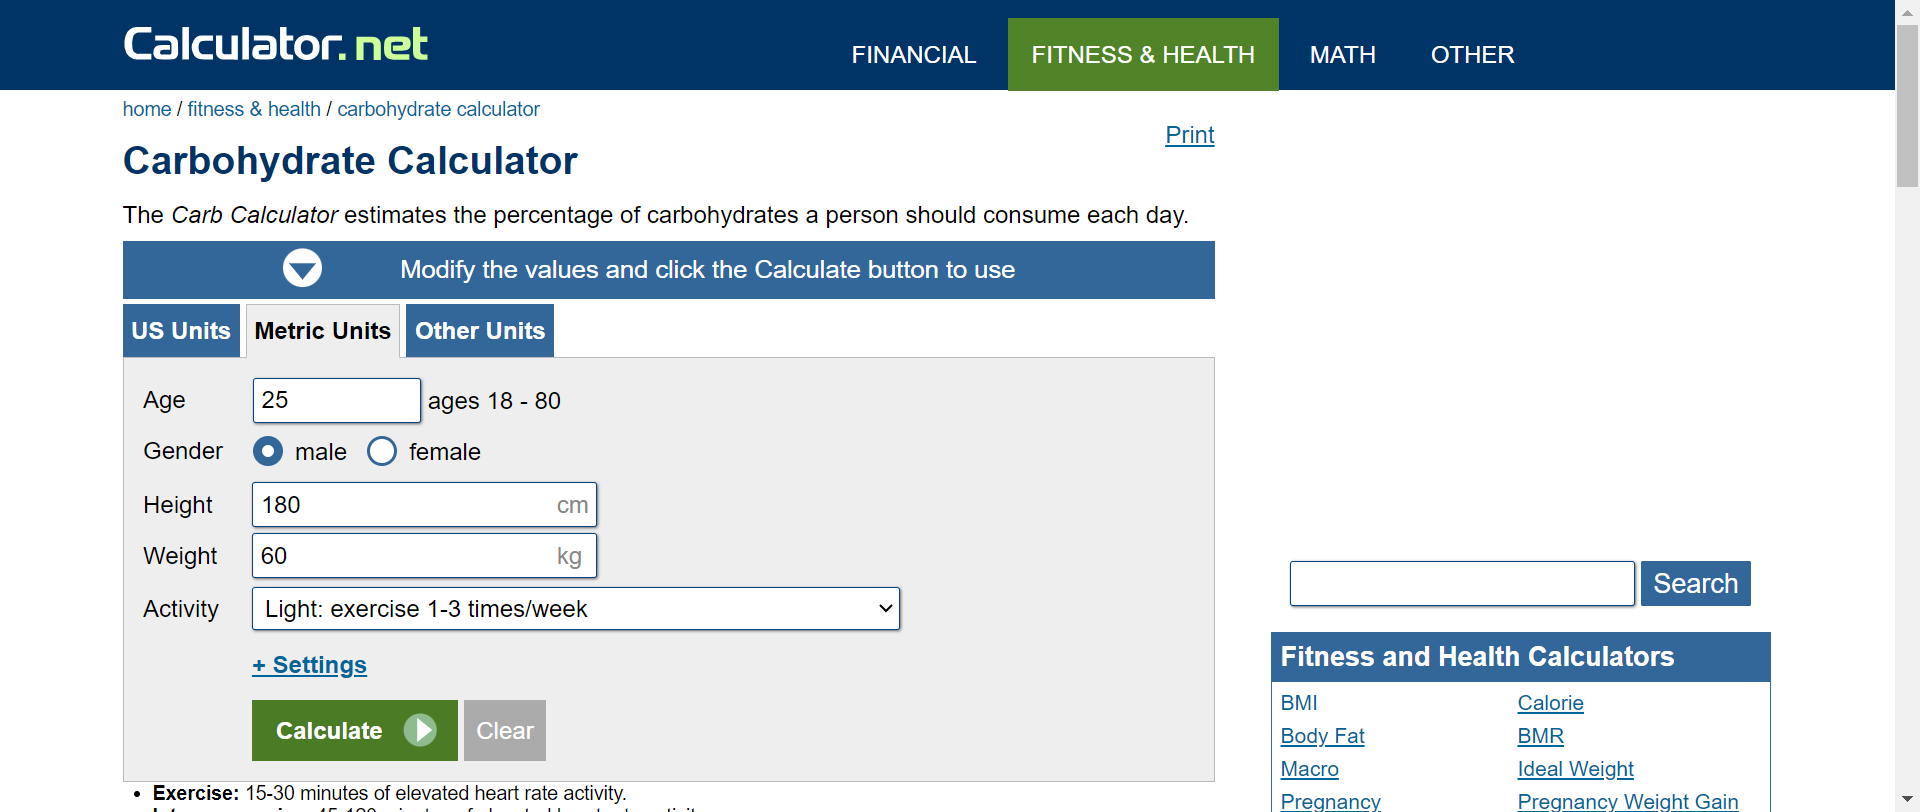 Calculator.net
FINANCIAL
FITNESS & HEALTH
MATH
OTHER
home / fitness & health / carbohydrate calculator
Print
Carbohydrate Calculator
The Carb Calculator estimates the percentage of carbohydrates a person should consume each day.
Modify the values and click the Calculate button to use
US Units
Metric Units
Other Units
Age
25
ages 18 - 80
Gender
male
female
Height
180
cm
Weight
60
kg
Activity
Light: exercise 1-3 times/week
+ Settings
Calculate
Clear
Exercise: 15-30 minutes of elevated heart rate activity.
Search
Fitness and Health Calculators
BMI
Calorie
Body Fat
BMR
Macro
Ideal Weight
Pregnancy
Pregnancy Weight Gain